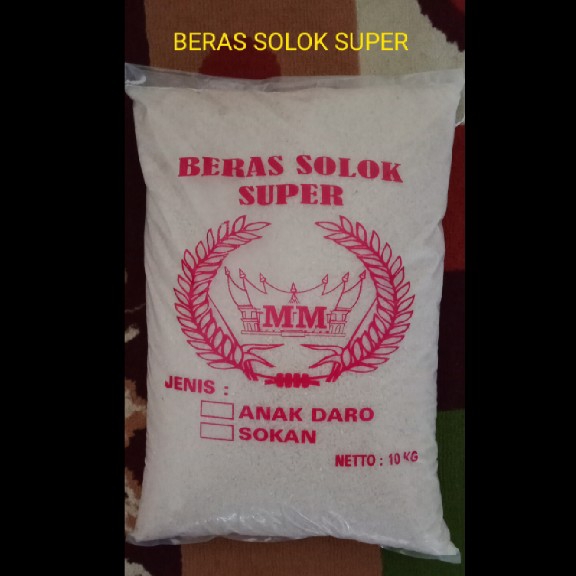 BERAS SOLOK SUPER
BERAS SOLOK
SUPER
MM
JENIS :
ANAK DARO
SOKAN
NETTO : 10 KG